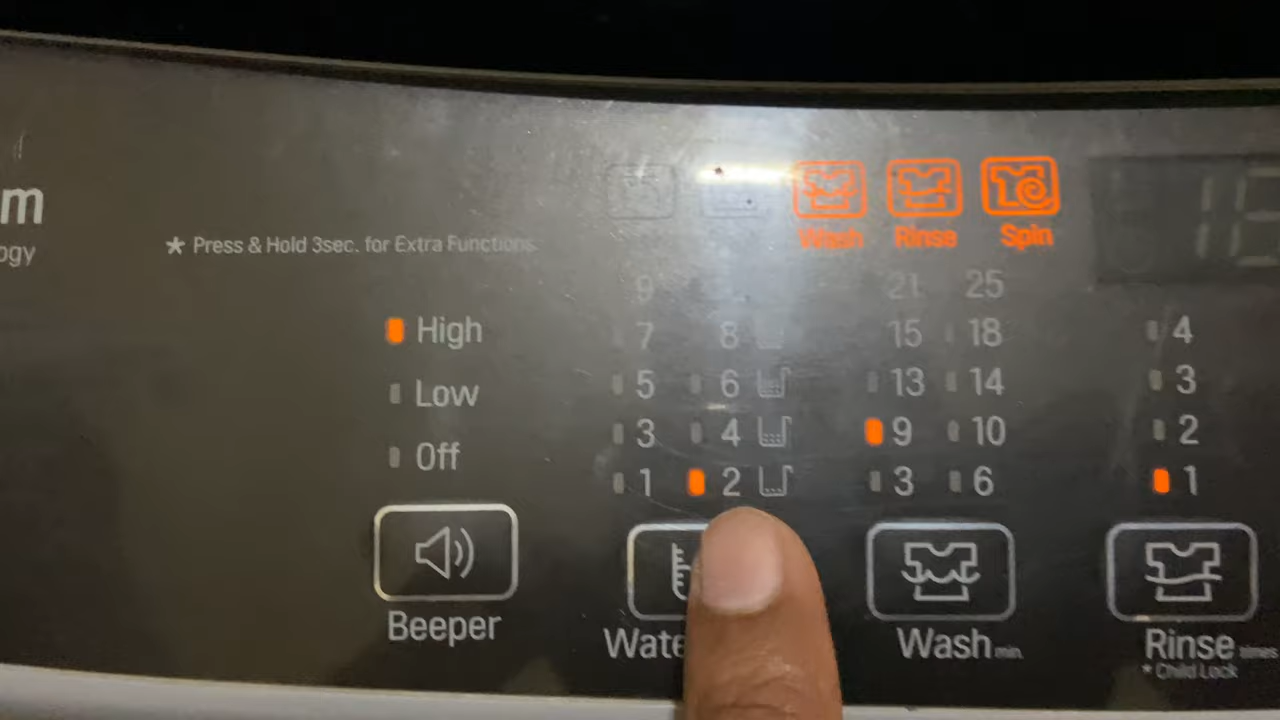 m
ogy
* Press & Hold 3sec. for Extra Functions.
Wash Rinse Spin
9 21 25
High 7 8 15 18 4
Low 5 6 13 14 3
Off 3 4 9 10 2
1 2 3 6 1
Beeper Wate Wash min. Rinse times
* Child Lock